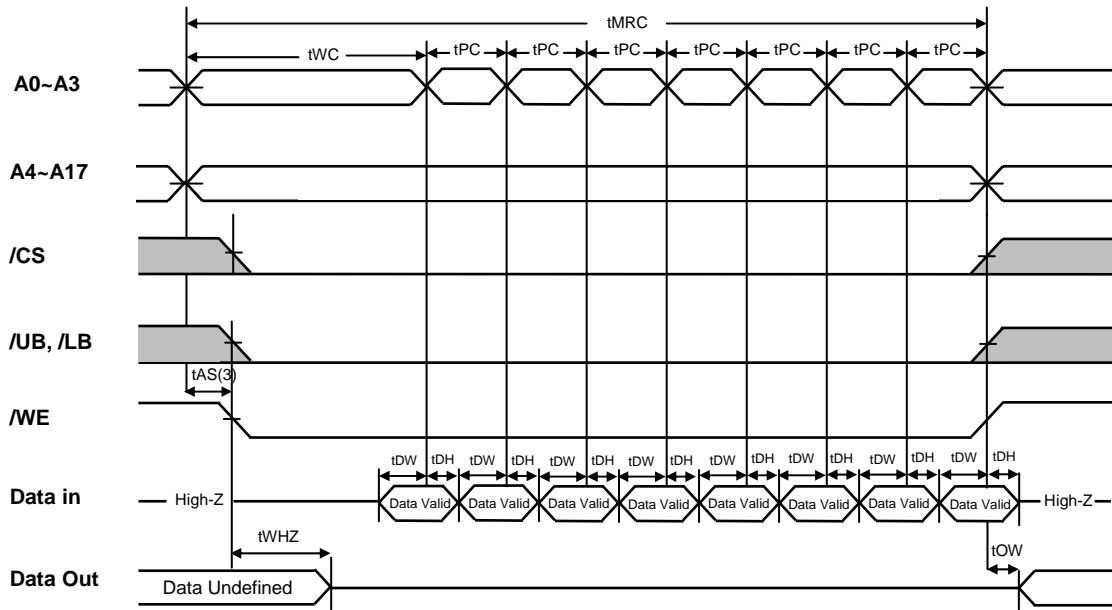 tMRC
tWC tPC tPC tPC tPC tPC tPC tPC
A0~A3
A4~A17
/CS
/UB, /LB
tAS(3)
/WE
tDW tDH tDW tDH tDW tDH tDW tDH tDW tDH tDW tDH tDW tDH tDW tDH
Data in High-Z Data Valid Data Valid Data Valid Data Valid Data Valid Data Valid Data Valid Data Valid High-Z
tWHZ tOW
Data Out Data Undefined